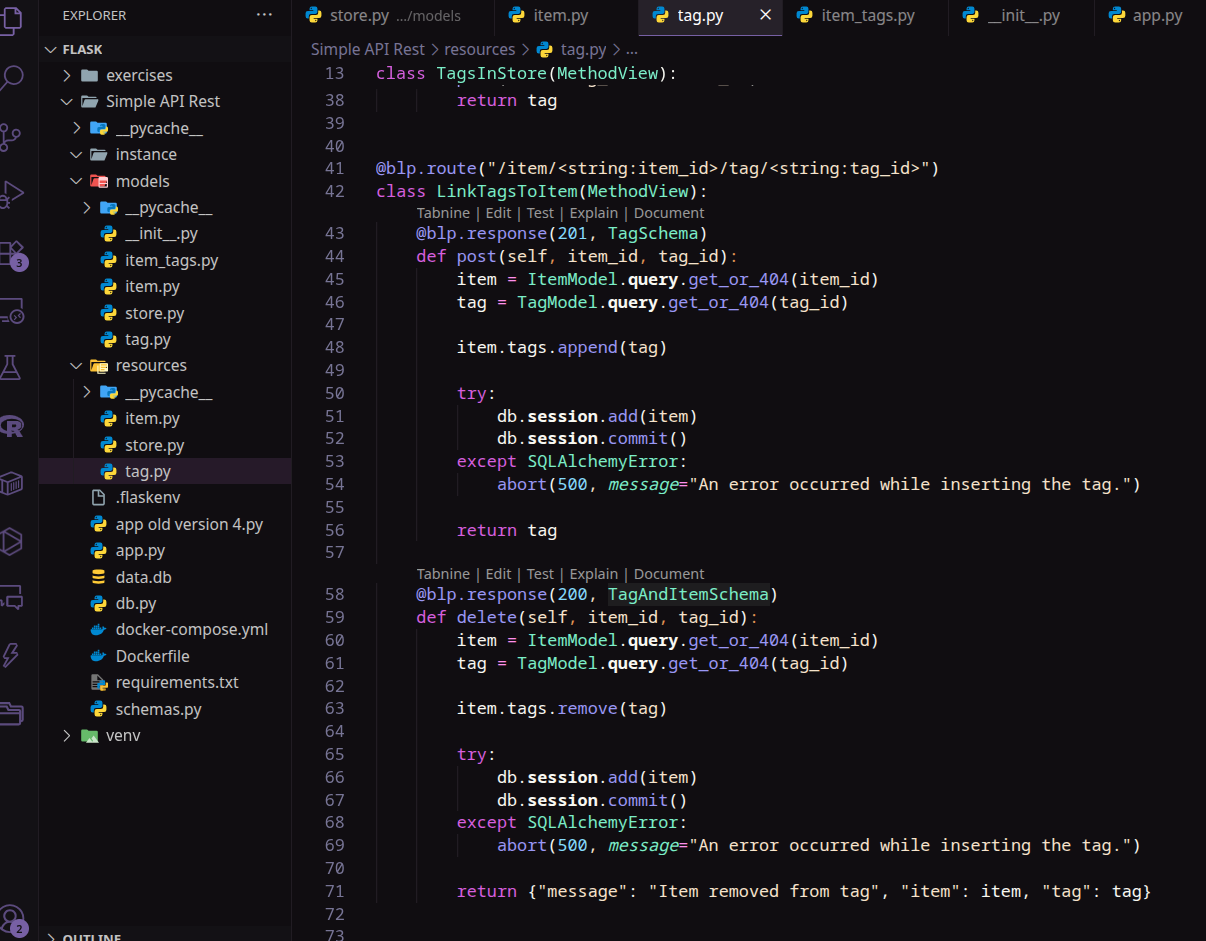 EXPLORER
FLASK
exercises
Simple API Rest
__pycache__
instance
models
__pycache__
__init__.py
item_tags.py
item.py
store.py
tag.py
resources
__pycache__
item.py
store.py
tag.py
.flaskenv
app old version 4.py
app.py
data.db
db.py
docker-compose.yml
Dockerfile
requirements.txt
schemas.py
venv
OUTLINE
3
2
store.py .../models item.py tag.py item_tags.py __init__.py app.py
Simple API Rest > resources > tag.py > ...
13 class TagsInStore(MethodView):
38 return tag
39
40
41 @blp.route("/item/<string:item_id>/tag/<string:tag_id>")
42 class LinkTagsToItem(MethodView):
Tabnine | Edit | Test | Explain | Document
43 @blp.response(201, TagSchema)
44 def post(self, item_id, tag_id):
45 item = ItemModel.query.get_or_404(item_id)
46 tag = TagModel.query.get_or_404(tag_id)
47
48 item.tags.append(tag)
49
50 try:
51 db.session.add(item)
52 db.session.commit()
53 except SQLAlchemyError:
54 abort(500, message="An error occurred while inserting the tag.")
55
56 return tag
57
Tabnine | Edit | Test | Explain | Document
58 @blp.response(200, TagAndItemSchema)
59 def delete(self, item_id, tag_id):
60 item = ItemModel.query.get_or_404(item_id)
61 tag = TagModel.query.get_or_404(tag_id)
62
63 item.tags.remove(tag)
64
65 try:
66 db.session.add(item)
67 db.session.commit()
68 except SQLAlchemyError:
69 abort(500, message="An error occurred while inserting the tag.")
70
71 return {"message": "Item removed from tag", "item": item, "tag": tag}
72
73